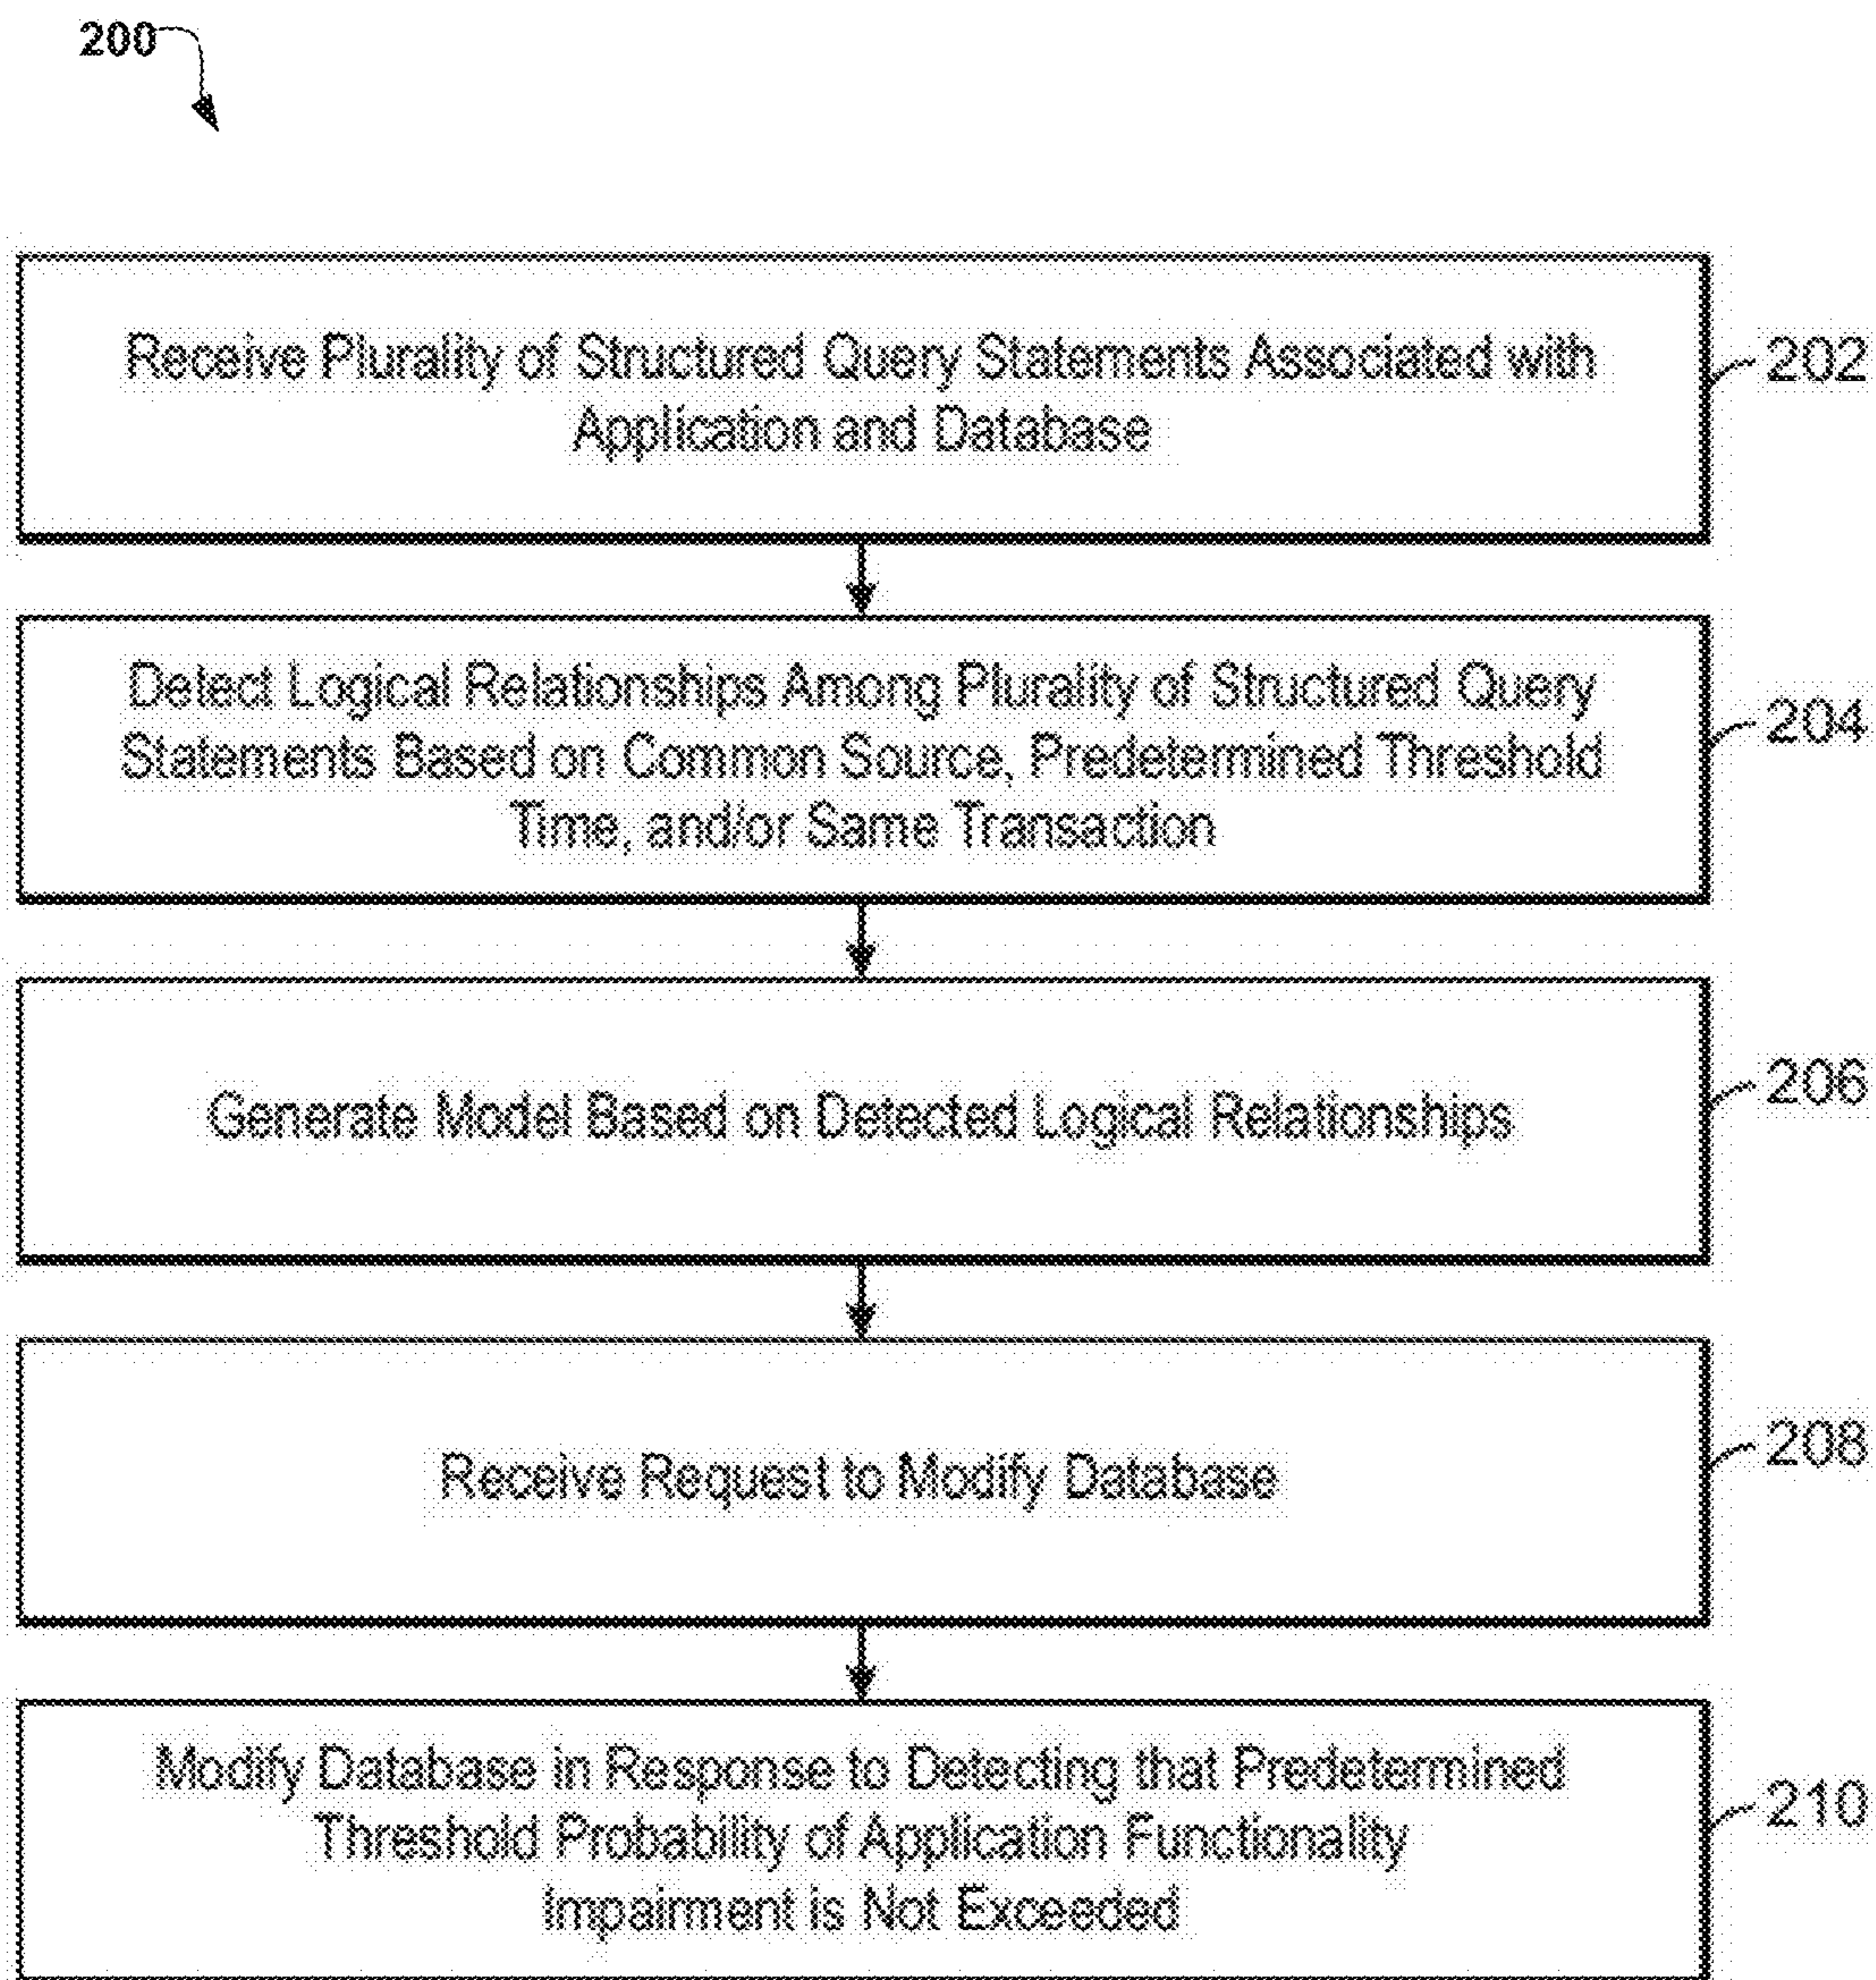 200
Receive Plurality of Structured Query Statements Associated with
Application and Database
202
Detect Logical Relationships Among Plurality of Structured Query
Statements Based on Common Source, Predetermined Threshold
Time, and/or Same Transaction
204
Generate Model Based on Detected Logical Relationships
206
Receive Request to Modify Database
208
Modify Database in Response to Detecting that Predetermined
Threshold Probability of Application Functionality
Impairment is Not Exceeded
210